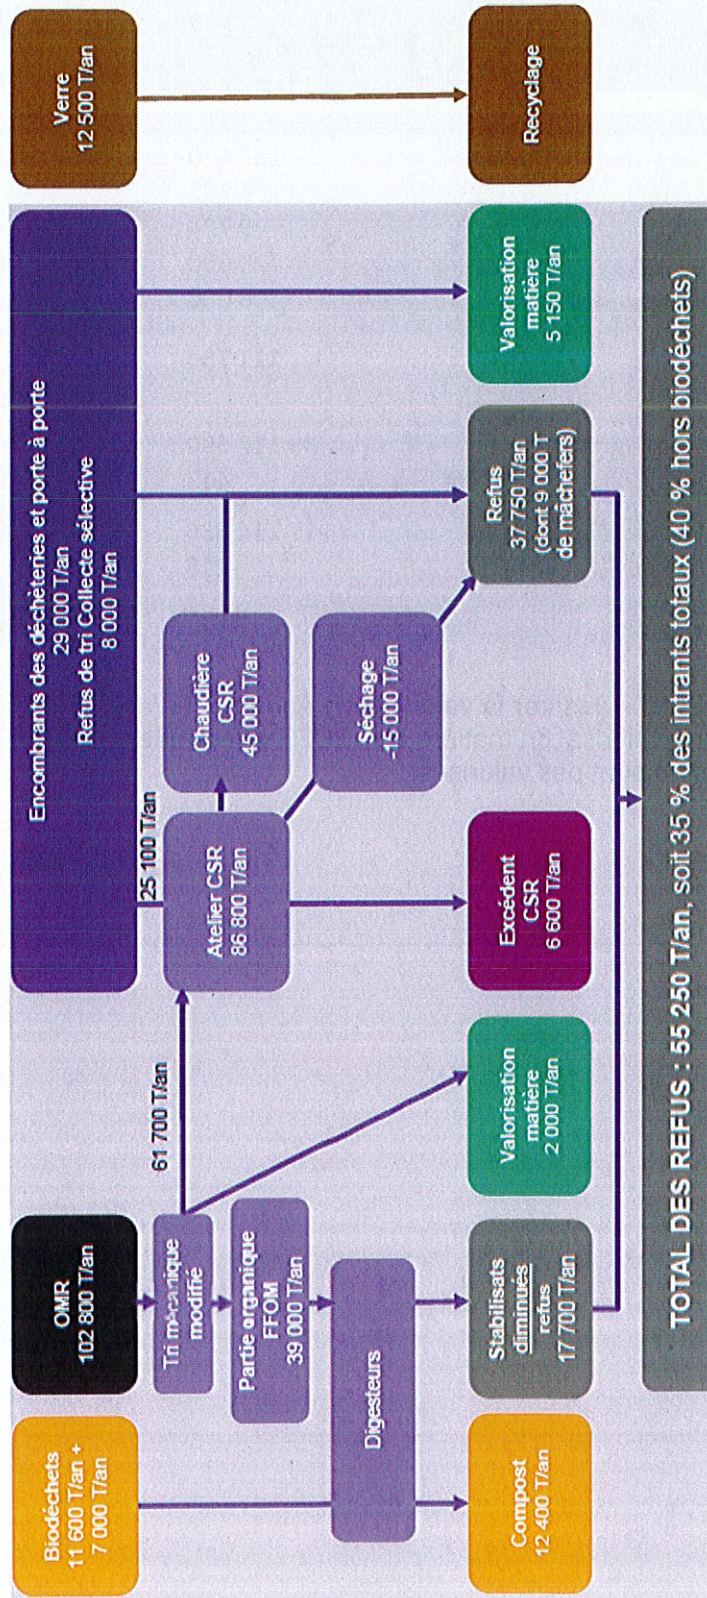 Biodéchets
11 600 T/an +
7 000 T/an
OMR
102 800 T/an
Encombrants des déchèteries et porte à porte
29 000 T/an
Refus de tri Collecte sélective
8 000 T/an
Verre
12 500 T/an
61 700 T/an
25 100 T/an
Tri mécanique
modifié
Partie organique
FFOM
39 000 T/an
Digesteurs
Atelier CSR
86 800 T/an
Chaudière
CSR
45 000 T/an
Séchage
-15 000 T/an
Compost
12 400 T/an
Stabilisats
diminués
refus
17 700 T/an
Valorisation
matière
2 000 T/an
Excédent
CSR
6 600 T/an
Refus
37 750 T/an
(dont 9 000 T
de mâchefers)
Valorisation
matière
5 150 T/an
Recyclage
TOTAL DES REFUS : 55 250 T/an, soit 35 % des intrants totaux (40 % hors biodéchets)